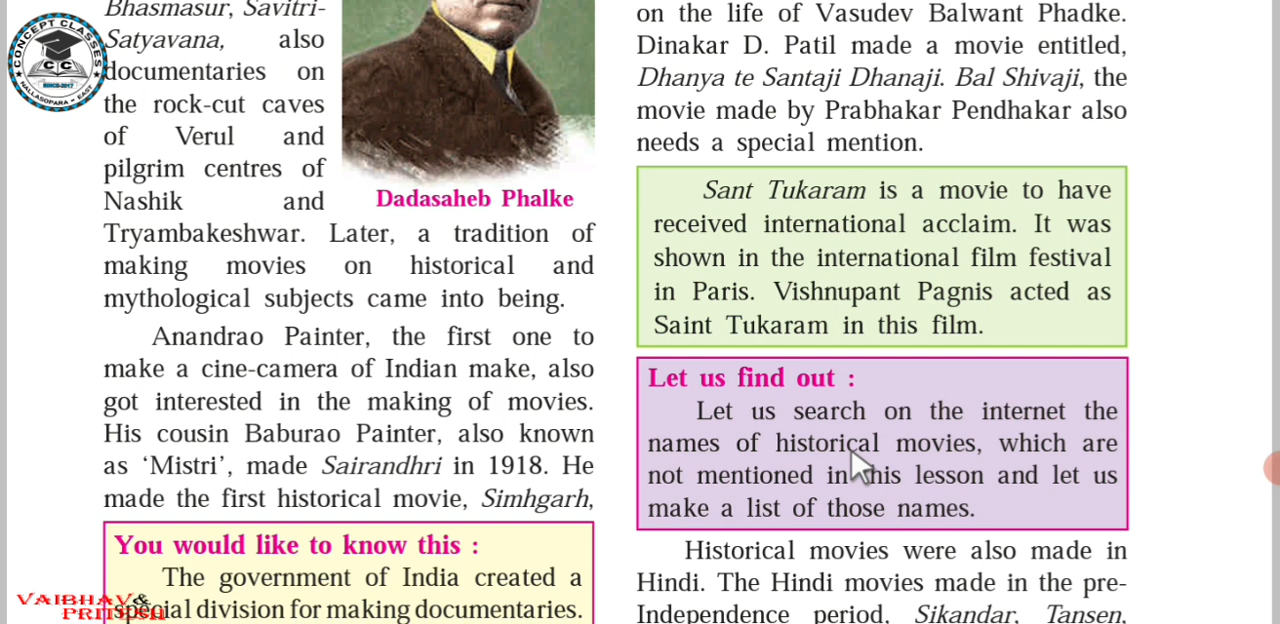 CONCEPT CLASSES
CC
SINCE-2017
NALLASOPARA - EAST
Bhasmasur, Savitri-
Satyavana, also
documentaries on
the rock-cut caves
of Verul and
pilgrim centres of
Nashik and
Dadasaheb Phalke
Tryambakeshwar. Later, a tradition of
making movies on historical and
mythological subjects came into being.
Anandrao Painter, the first one to
make a cine-camera of Indian make, also
got interested in the making of movies.
His cousin Baburao Painter, also known
as ‘Mistri’, made Sairandhri in 1918. He
made the first historical movie, Simhgarh,
You would like to know this :
The government of India created a
special division for making documentaries.
VAIBHAV &
PRITESH
on the life of Vasudev Balwant Phadke.
Dinakar D. Patil made a movie entitled,
Dhanya te Santaji Dhanaji. Bal Shivaji, the
movie made by Prabhakar Pendhakar also
needs a special mention.
Sant Tukaram is a movie to have
received international acclaim. It was
shown in the international film festival
in Paris. Vishnupant Pagnis acted as
Saint Tukaram in this film.
Let us find out :
Let us search on the internet the
names of historical movies, which are
not mentioned in this lesson and let us
make a list of those names.
Historical movies were also made in
Hindi. The Hindi movies made in the pre-
Independence period, Sikandar, Tansen,